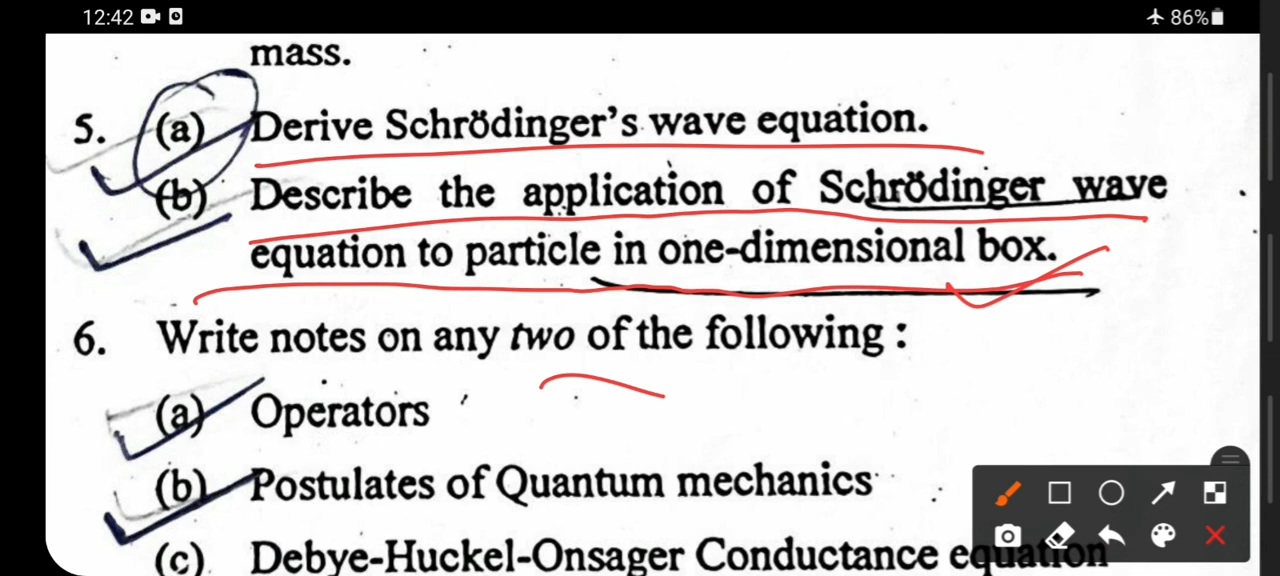 12:42
86%
mass.
5. (a) Derive Schrödinger's wave equation.
(b) Describe the application of Schrödinger wave
equation to particle in one-dimensional box.
6. Write notes on any two of the following :
(a) Operators
(b) Postulates of Quantum mechanics
(c) Debye-Huckel-Onsager Conductance equation